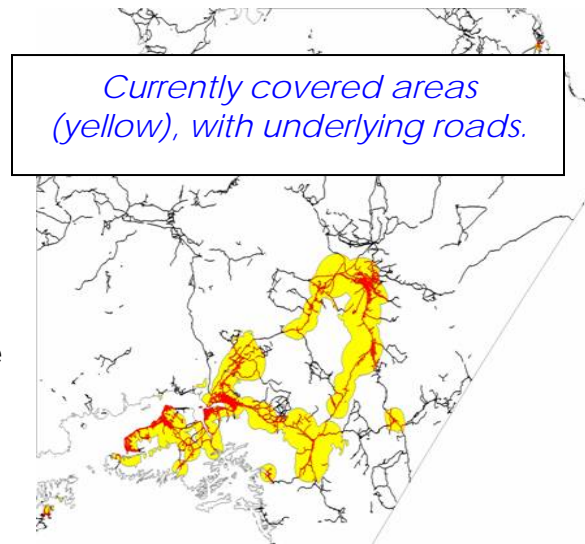 Currently covered areas
(yellow), with underlying roads.
e